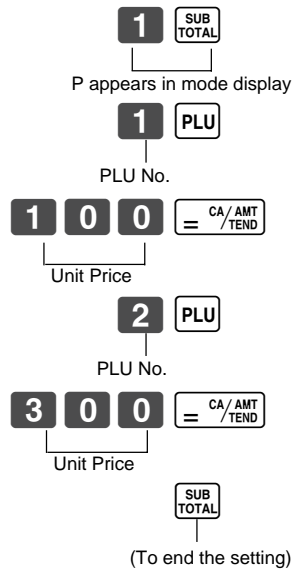 1 SUB TOTAL
P appears in mode display
1 PLU
PLU No.
1 0 0 = CA/AMT TEND
Unit Price
2 PLU
PLU No.
3 0 0 = CA/AMT TEND
Unit Price
SUB TOTAL
(To end the setting)